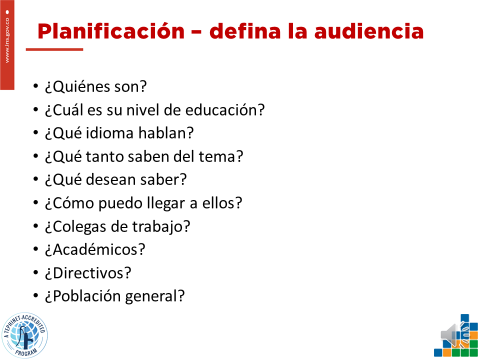 www.ins.gov.co
Planificación – defina la audiencia
• ¿Quiénes son?
• ¿Cuál es su nivel de educación?
• ¿Qué idioma hablan?
• ¿Qué tanto saben del tema?
• ¿Qué desean saber?
• ¿Cómo puedo llegar a ellos?
• ¿Colegas de trabajo?
• ¿Académicos?
• ¿Directivos?
• ¿Población general?
A TEPHINET-ACCREDITED
PROGRAM